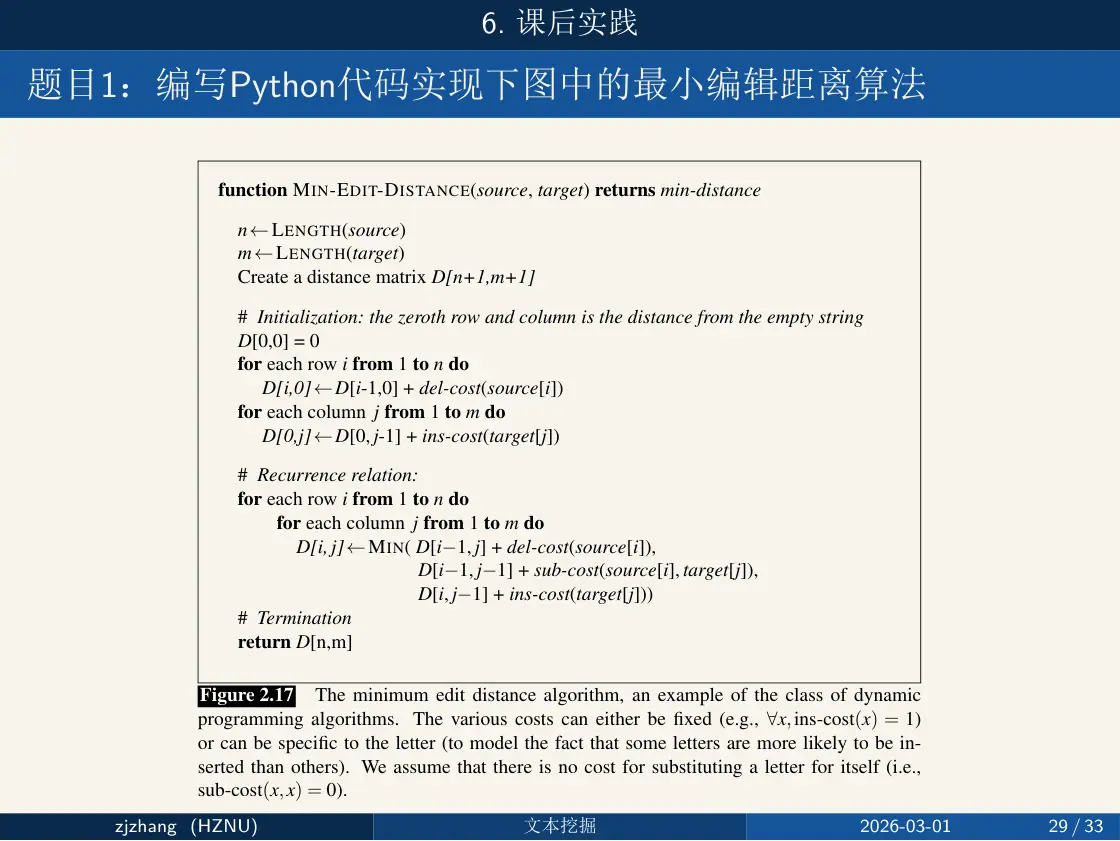 6. 课后实践
题目1：编写Python代码实现下图中的最小编辑距离算法
function MIN-EDIT-DISTANCE(source, target) returns min-distance
n←LENGTH(source)
m←LENGTH(target)
Create a distance matrix D[n+1,m+1]
# Initialization: the zeroth row and column is the distance from the empty string
D[0,0] = 0
for each row i from 1 to n do
D[i,0]←D[i-1,0] + del-cost(source[i])
for each column j from 1 to m do
D[0,j]←D[0,j-1] + ins-cost(target[j])
# Recurrence relation:
for each row i from 1 to n do
for each column j from 1 to m do
D[i,j]←MIN( D[i−1,j] + del-cost(source[i]),
D[i−1,j−1] + sub-cost(source[i],target[j]),
D[i,j−1] + ins-cost(target[j]))
# Termination
return D[n,m]
Figure 2.17 The minimum edit distance algorithm, an example of the class of dynamic
programming algorithms. The various costs can either be fixed (e.g., ∀x,ins-cost(x) = 1)
or can be specific to the letter (to model the fact that some letters are more likely to be in-
serted than others). We assume that there is no cost for substituting a letter for itself (i.e.,
sub-cost(x,x) = 0).
zjzhang (HZNU) 文本挖掘 2026-03-01 29 / 33